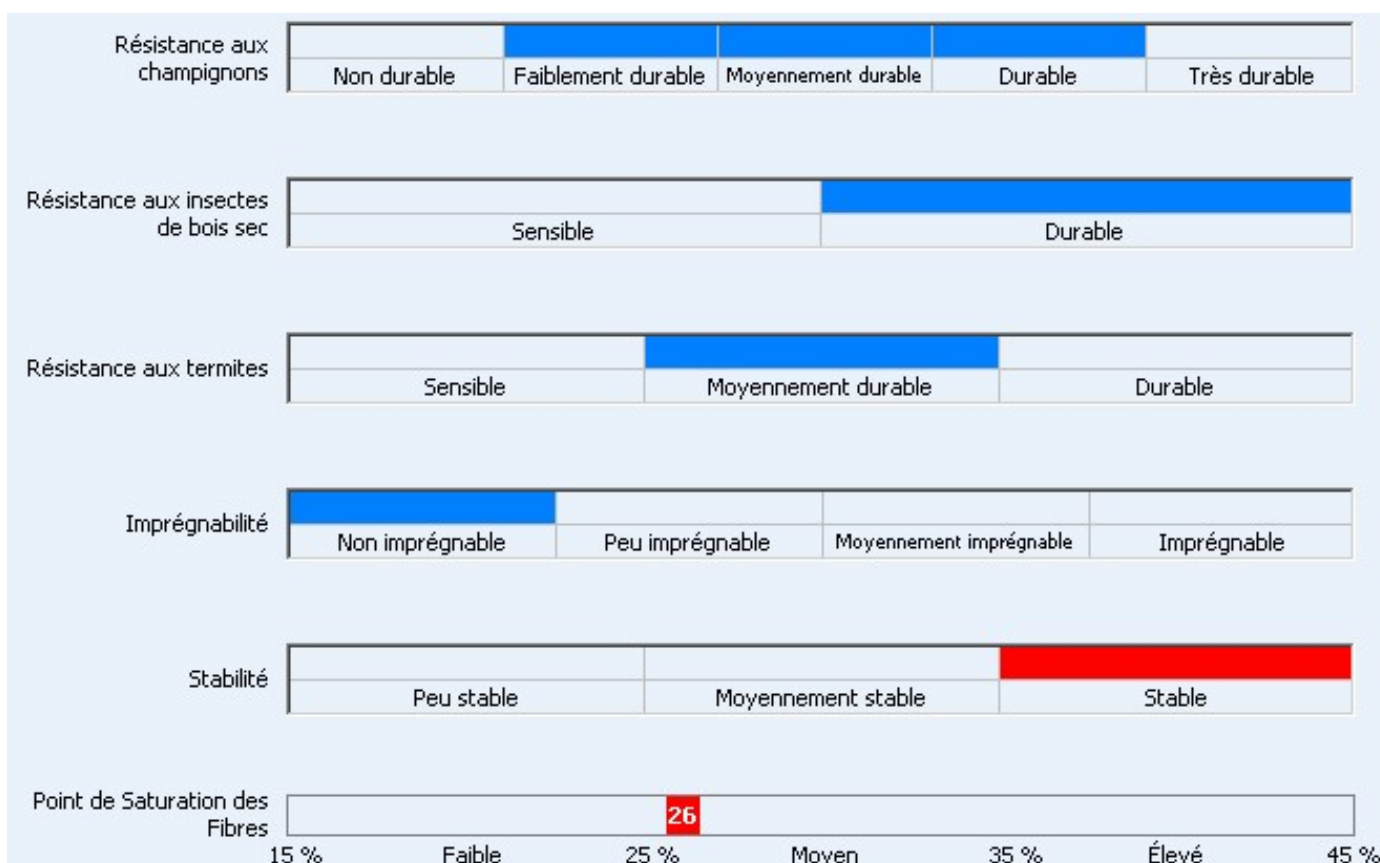 Résistance aux
champignons
Non durable Faiblement durable Moyennement durable Durable Très durable
Résistance aux insectes
de bois sec
Sensible Durable
Résistance aux termites
Sensible Moyennement durable Durable
Imprégnabilité
Non imprégnable Peu imprégnable Moyennement imprégnable Imprégnable
Stabilité
Peu stable Moyennement stable Stable
Point de Saturation des
Fibres
26
15 % Faible 25 % Moyen 35 % Élevé 45 %